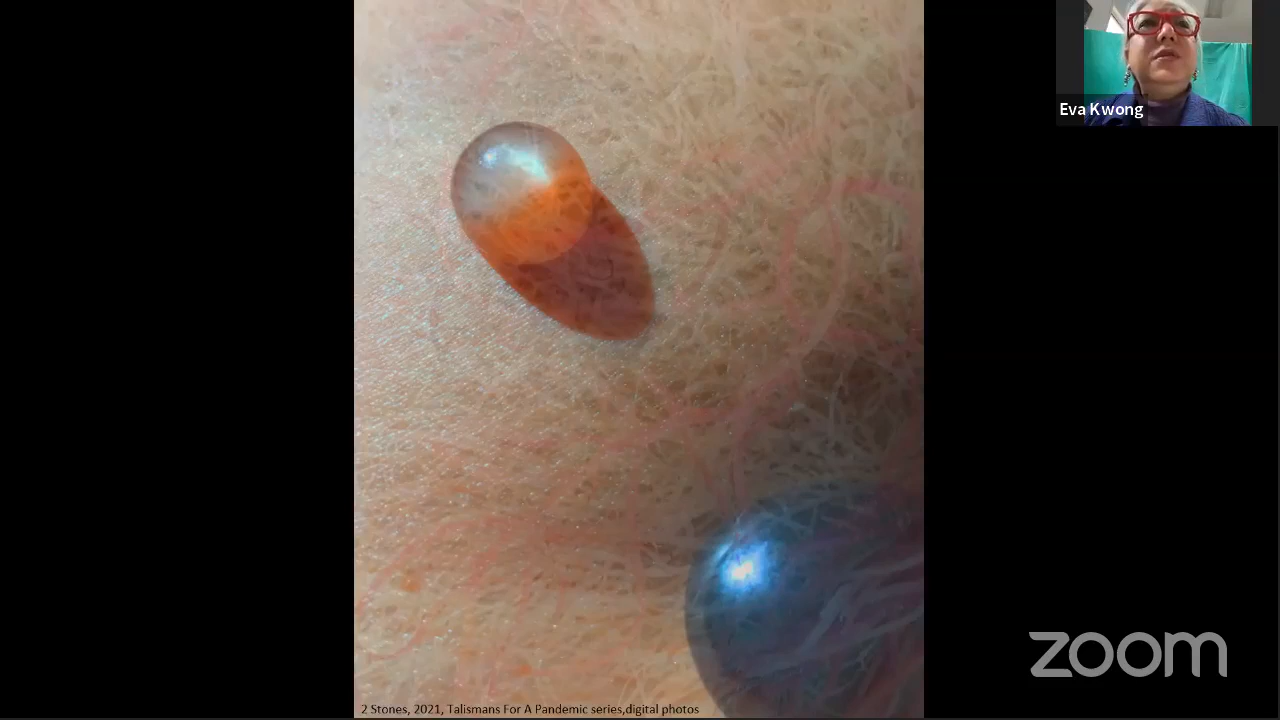 Eva Kwong
zoom
2 Stones, 2021, Talismans For A Pandemic series,digital photos